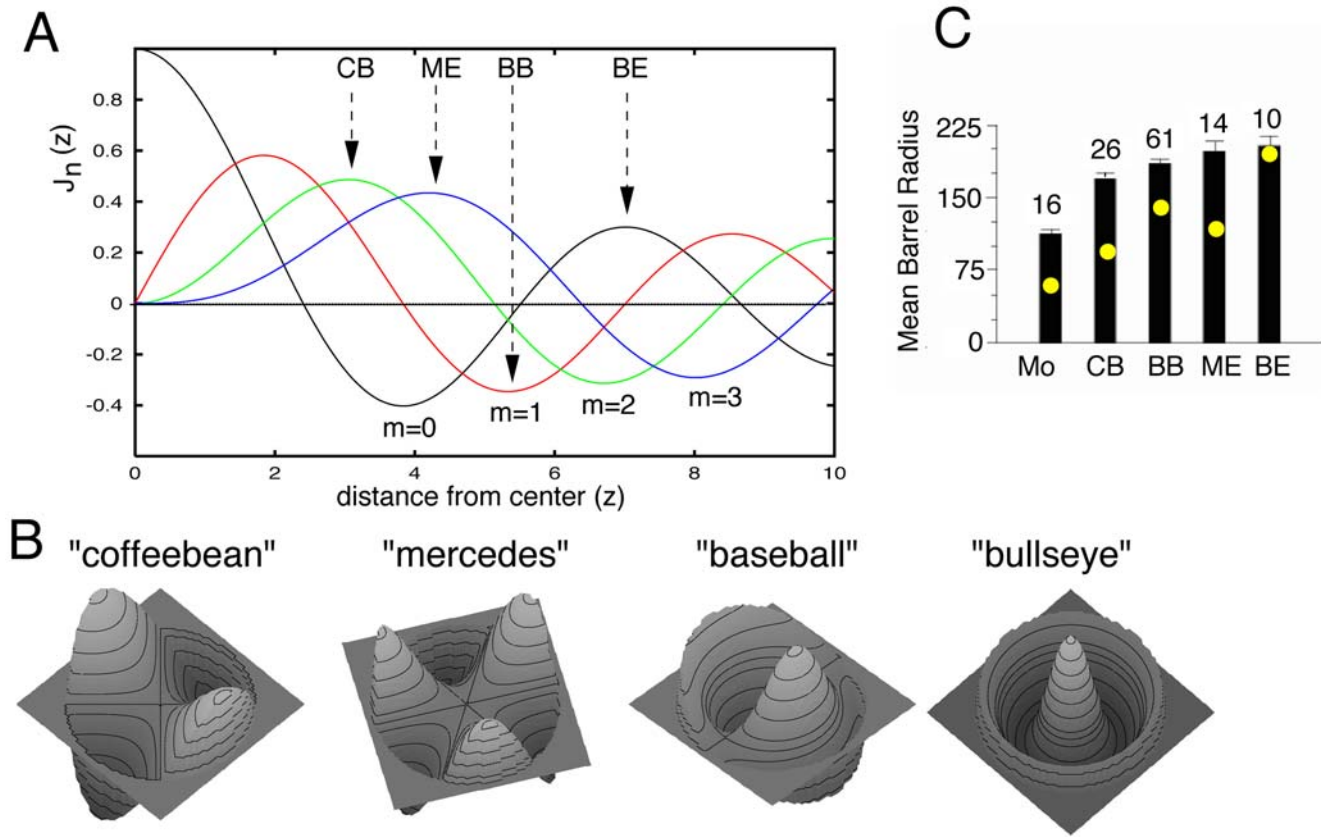 A
CB ME BB BE
0.8
0.6
0.4
0.2
0
-0.2
-0.4
J_n (z)
m=0
m=1
m=2
m=3
0 2 4 6 8 10
distance from center (z)
C
Mean Barrel Radius
225
150
75
0
16 26 61 14 10
Mo CB BB ME BE
B
"coffeebean" "mercedes" "baseball" "bullseye"